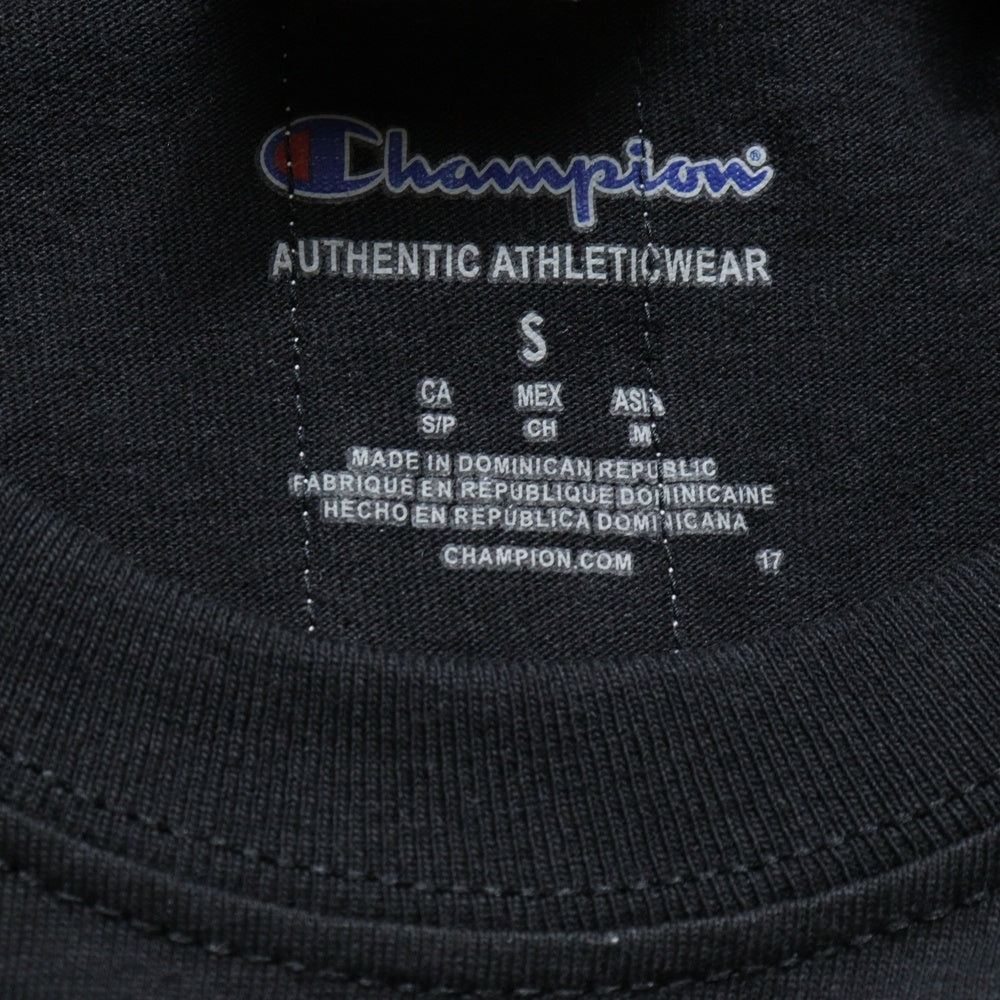 Champion®
AUTHENTIC ATHLETICWEAR
S
CA MEX ASIA
S/P CH M
MADE IN DOMINICAN REPUBLIC
FABRIQUÉ EN RÉPUBLIQUE DOMINICAINE
HECHO EN REPÚBLICA DOMINICANA
CHAMPION.COM 17